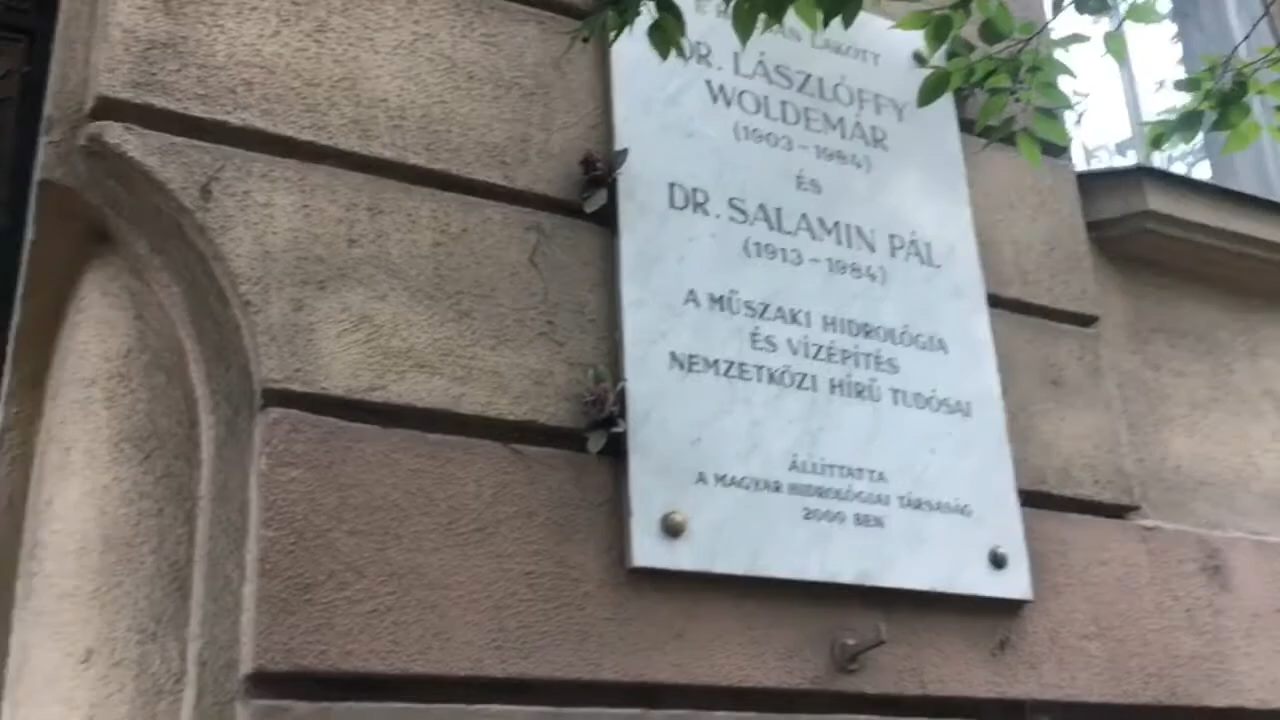 LAKOTT
DR. LÁSZLÓFFY
WOLDEMÁR
(1903-1984)
ÉS
DR. SALAMIN PÁL
(1913-1984)
A MŰSZAKI HIDROLÓGIA
ÉS VÍZÉPÍTÉS
NEMZETKÖZI HÍRŰ TUDÓSAI
ÁLLÍTTATTA
A MAGYAR HIDROLÓGIAI TÁRSASÁG
2000 BEN